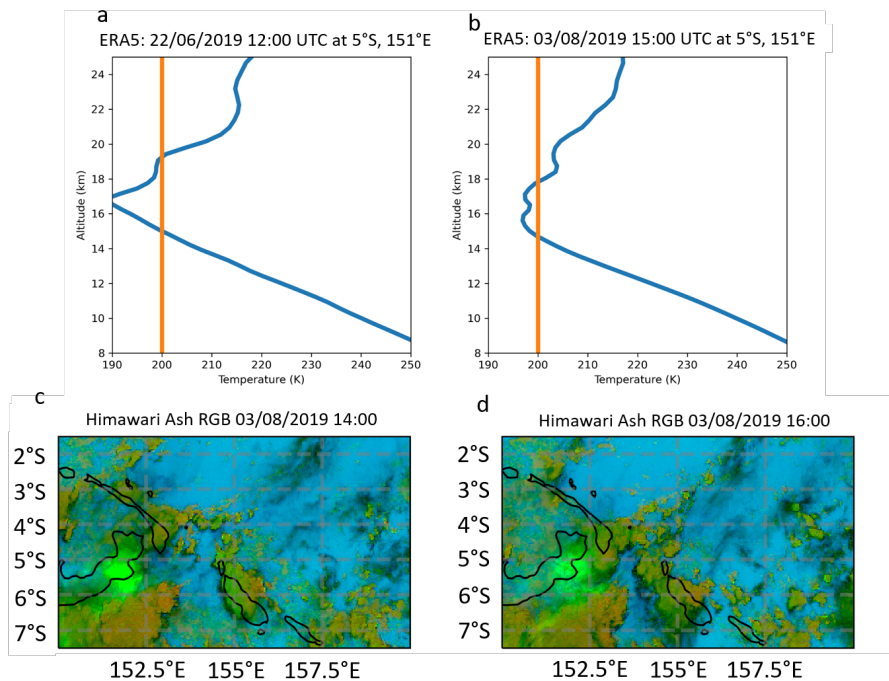 a
ERA5: 22/06/2019 12:00 UTC at 5°S, 151°E
24
22
20
18
16
14
12
10
8
Altitude (km)
190 200 210 220 230 240 250
Temperature (K)
b
ERA5: 03/08/2019 15:00 UTC at 5°S, 151°E
24
22
20
18
16
14
12
10
8
Altitude (km)
190 200 210 220 230 240 250
Temperature (K)
c
Himawari Ash RGB 03/08/2019 14:00
2°S
3°S
4°S
5°S
6°S
7°S
152.5°E 155°E 157.5°E
d
Himawari Ash RGB 03/08/2019 16:00
2°S
3°S
4°S
5°S
6°S
7°S
152.5°E 155°E 157.5°E